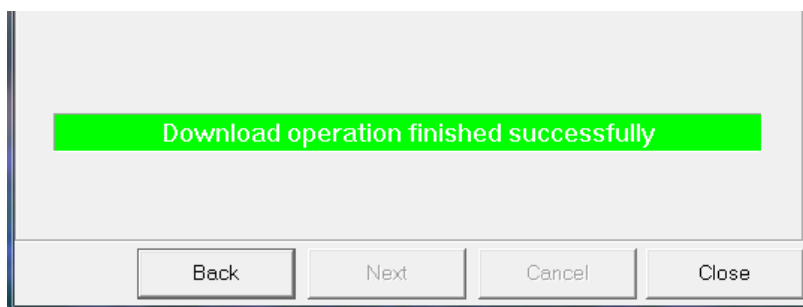 Download operation finished successfully
Back
Next
Cancel
Close